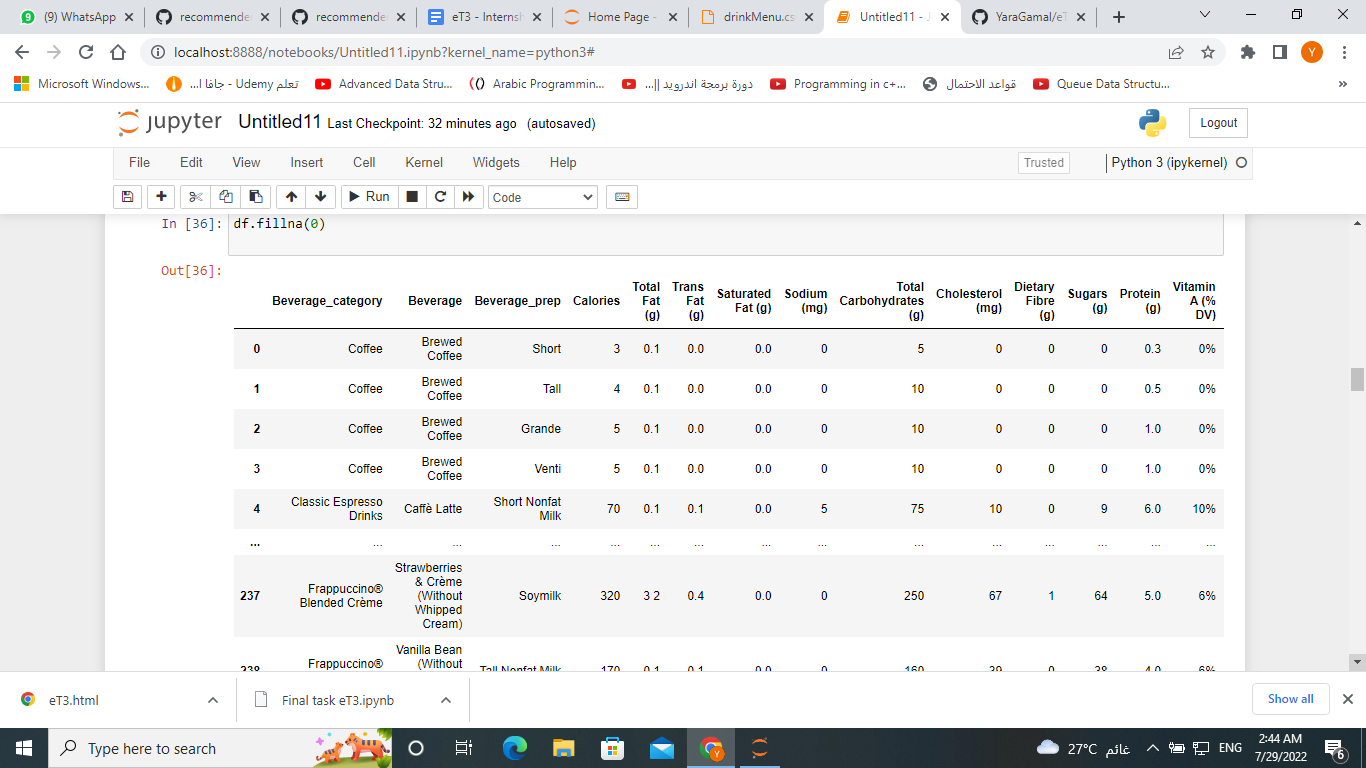 (9) WhatsApp
recommende
recommende
eT3 - Internsh
Home Page -
drinkMenu.cs
Untitled11 - J
YaraGamal/eT
localhost:8888/notebooks/Untitled11.ipynb?kernel_name=python3#
Y
Microsoft Windows...
تعلم Udemy - جافا ا...
Advanced Data Stru...
Arabic Programmin...
دورة برمجة اندرويد ||...
Programming in c+...
قواعد الاحتمال
Queue Data Structu...
»
jupyter Untitled11 Last Checkpoint: 32 minutes ago (autosaved)
Logout
File Edit View Insert Cell Kernel Widgets Help
Trusted
Python 3 (ipykernel)
Run
Code
In [36]: df.fillna(0)
Out[36]:
Beverage_category Beverage Beverage_prep Calories Total Fat (g) Trans Fat (g) Saturated Fat (g) Sodium (mg) Total Carbohydrates (g) Cholesterol (mg) Dietary Fibre (g) Sugars (g) Protein (g) Vitamin A (% DV)
0 Coffee Brewed Coffee Short 3 0.1 0.0 0.0 0 5 0 0 0 0.3 0%
1 Coffee Brewed Coffee Tall 4 0.1 0.0 0.0 0 10 0 0 0 0.5 0%
2 Coffee Brewed Coffee Grande 5 0.1 0.0 0.0 0 10 0 0 0 1.0 0%
3 Coffee Brewed Coffee Venti 5 0.1 0.0 0.0 0 10 0 0 0 1.0 0%
4 Classic Espresso Drinks Caffè Latte Short Nonfat Milk 70 0.1 0.1 0.0 5 75 10 0 9 6.0 10%
... ... ... ... ... ... ... ... ... ... ... ... ... ... ...
237 Frappuccino® Blended Crème Strawberries & Crème (Without Whipped Cream) Soymilk 320 3 2 0.4 0.0 0 250 67 1 64 5.0 6%
238 Frappuccino® Vanilla Bean (Without Tall Nonfat Milk 170 0.1 0.1 0.0 0 160 39 0 38 4.0 6%
eT3.html
Final task eT3.ipynb
Show all
Type here to search
Y
27°C غائم
ENG
2:44 AM
7/29/2022
6